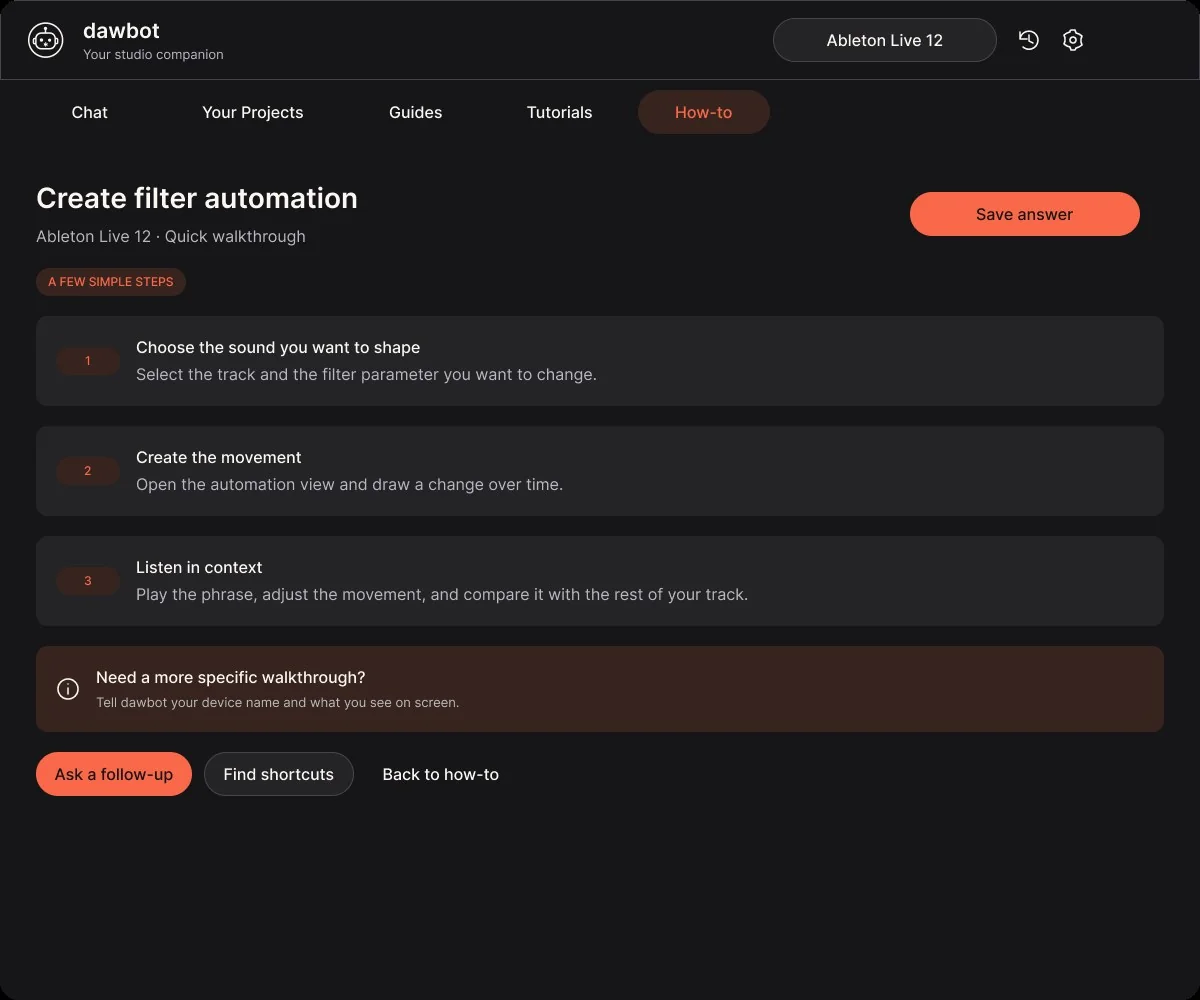 dawbot
Your studio companion
Ableton Live 12
Chat
Your Projects
Guides
Tutorials
How-to
Create filter automation
Ableton Live 12 · Quick walkthrough
Save answer
A FEW SIMPLE STEPS
1
Choose the sound you want to shape
Select the track and the filter parameter you want to change.
2
Create the movement
Open the automation view and draw a change over time.
3
Listen in context
Play the phrase, adjust the movement, and compare it with the rest of your track.
Need a more specific walkthrough?
Tell dawbot your device name and what you see on screen.
Ask a follow-up
Find shortcuts
Back to how-to